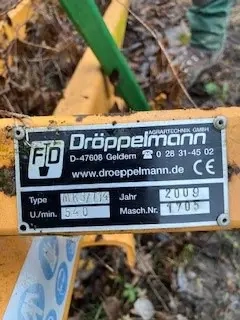 FD Dröppelmann
AGRARTECHNIK GMBH
D-47608 Geldern ☎ 0 28 31-45 02
www.droeppelmann.de CE
Type Jahr 2009
U./min. 540 Masch.Nr. 1705